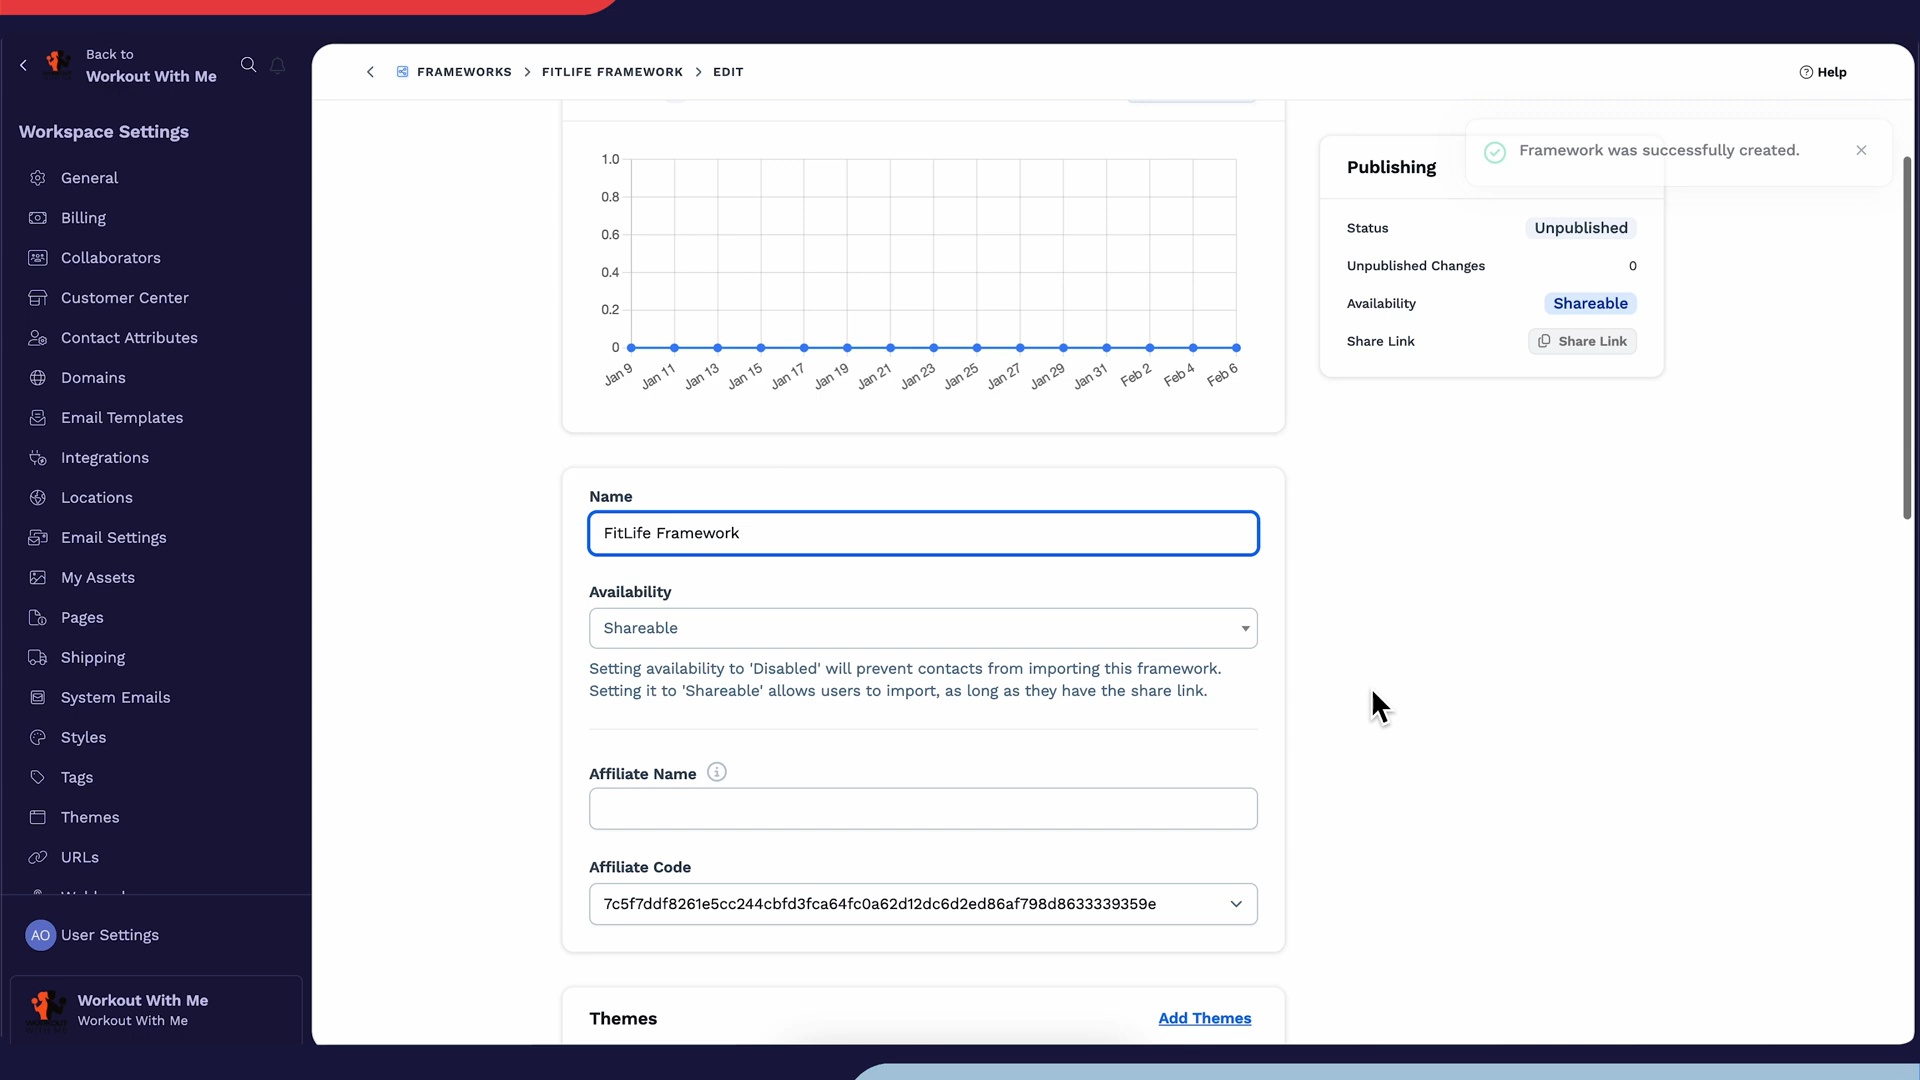 Back to
Workout With Me
Workspace Settings
General
Billing
Collaborators
Customer Center
Contact Attributes
Domains
Email Templates
Integrations
Locations
Email Settings
My Assets
Pages
Shipping
System Emails
Styles
Tags
Themes
URLs
AO User Settings
Workout With Me
Workout With Me
FRAMEWORKS > FITLIFE FRAMEWORK > EDIT
Help
1.0
0.8
0.6
0.4
0.2
0
Jan 9 Jan 11 Jan 13 Jan 15 Jan 17 Jan 19 Jan 21 Jan 23 Jan 25 Jan 27 Jan 29 Jan 31 Feb 2 Feb 4 Feb 6
Name
FitLife Framework
Availability
Shareable
Setting availability to 'Disabled' will prevent contacts from importing this framework.
Setting it to 'Shareable' allows users to import, as long as they have the share link.
Affiliate Name
Affiliate Code
7c5f7ddf8261e5cc244cbfd3fca64fc0a62d12dc6d2ed86af798d8633339359e
Themes
Add Themes
Framework was successfully created.
Publishing
Status Unpublished
Unpublished Changes 0
Availability Shareable
Share Link Share Link